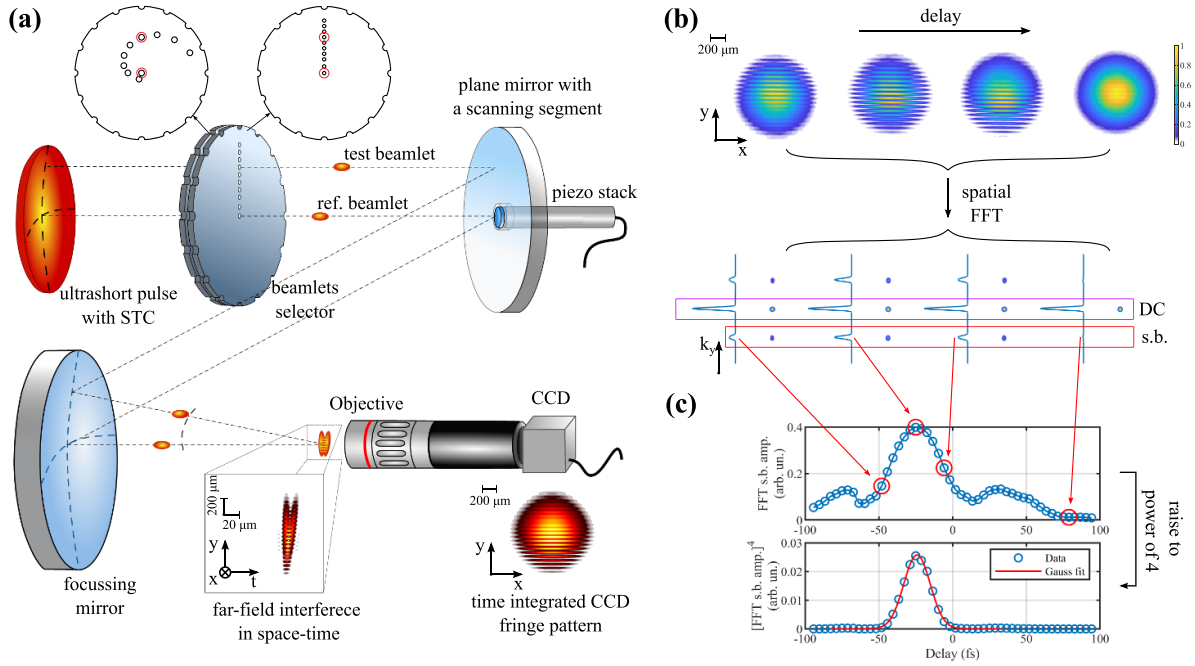 (a)
plane mirror with
a scanning segment
test beamlet
ref. beamlet
piezo stack
ultrashort pulse
with STC
beamlets
selector
focussing
mirror
Objective
CCD
200 μm
20 μm
y
x
t
far-field interferece
in space-time
200 μm
y
x
time integrated CCD
fringe pattern
(b)
delay
200 μm
y
x
1
0.8
0.6
0.4
0.2
0
spatial
FFT
DC
s.b.
ky
(c)
FFT s.b. amp.
(arb. un.)
0.4
0.2
0
-100
-50
0
50
100
raise to
power of 4
[FFT s.b. amp.]4
(arb. un.)
0.03
0.02
0.01
0
Data
Gauss fit
-100
-50
0
50
100
Delay (fs)